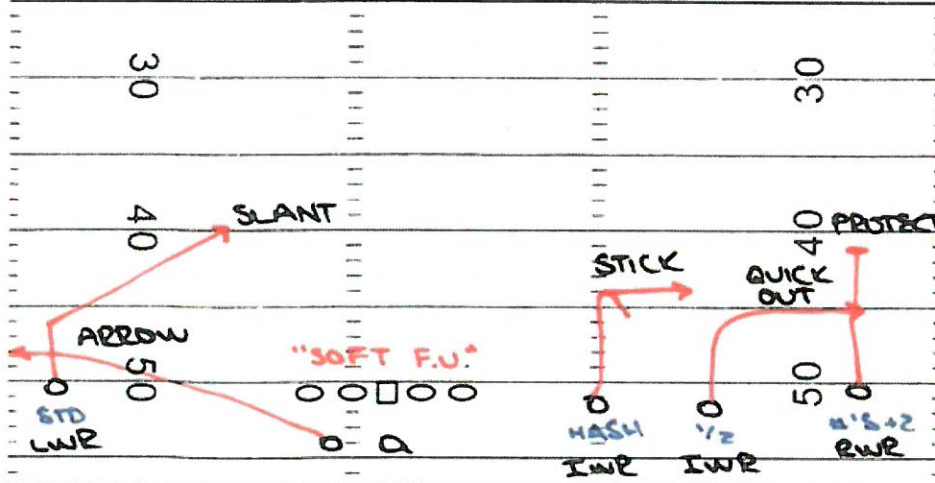 30
30
40
SLANT
40
PROTECT
STICK
QUICK
OUT
ARROW
"SOFT F.U."
50
50
STD
LWR
HASH
IWR
1/2
IWR
#'S+2
RWR